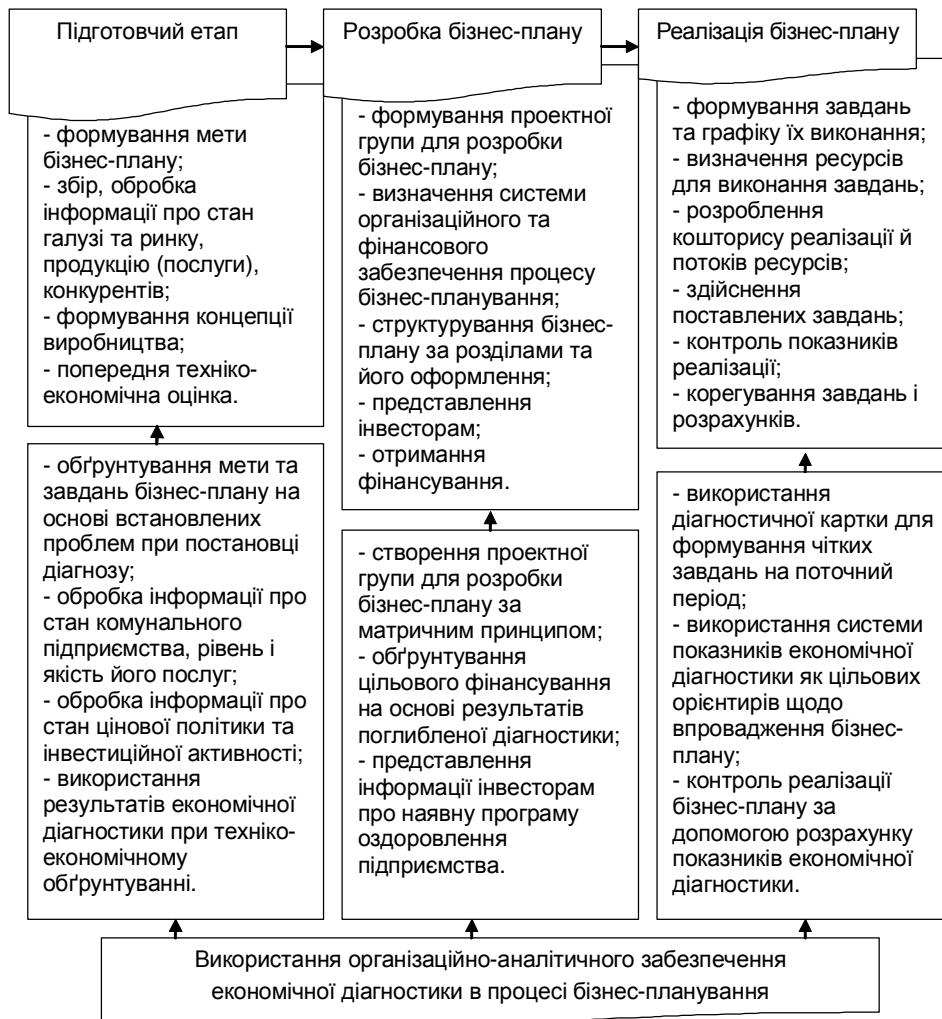 Підготовчий етап
- формування мети
бізнес-плану;
- збір, обробка
інформації про стан
галузі та ринку,
продукцію (послуги),
конкурентів;
- формування концепції
виробництва;
- попередня техніко-
економічна оцінка.
- обґрунтування мети та
завдань бізнес-плану на
основі встановлених
проблем при постановці
діагнозу;
- обробка інформації про
стан комунального
підприємства, рівень і
якість його послуг;
- обробка інформації про
стан цінової політики та
інвестиційної активності;
- використання
результатів економічної
діагностики при техніко-
економічному
обґрунтуванні.
Розробка бізнес-плану
- формування проектної
групи для розробки
бізнес-плану;
- визначення системи
організаційного та
фінансового
забезпечення процесу
бізнес-планування;
- структурування бізнес-
плану за розділами та
його оформлення;
- представлення
інвесторам;
- отримання
фінансування.
- створення проектної
групи для розробки
бізнес-плану за
матричним принципом;
- обґрунтування
цільового фінансування
на основі результатів
поглибленої діагностики;
- представлення
інформації інвесторам
про наявну програму
оздоровлення
підприємства.
Реалізація бізнес-плану
- формування завдань
та графіку їх виконання;
- визначення ресурсів
для виконання завдань;
- розроблення
кошторису реалізації й
потоків ресурсів;
- здійснення
поставлених завдань;
- контроль показників
реалізації;
- корегування завдань і
розрахунків.
- використання
діагностичної картки для
формування чітких
завдань на поточний
період;
- використання системи
показників економічної
діагностики як цільових
орієнтирів щодо
впровадження бізнес-
плану;
- контроль реалізації
бізнес-плану за
допомогою розрахунку
показників економічної
діагностики.
Використання організаційно-аналітичного забезпечення
економічної діагностики в процесі бізнес-планування